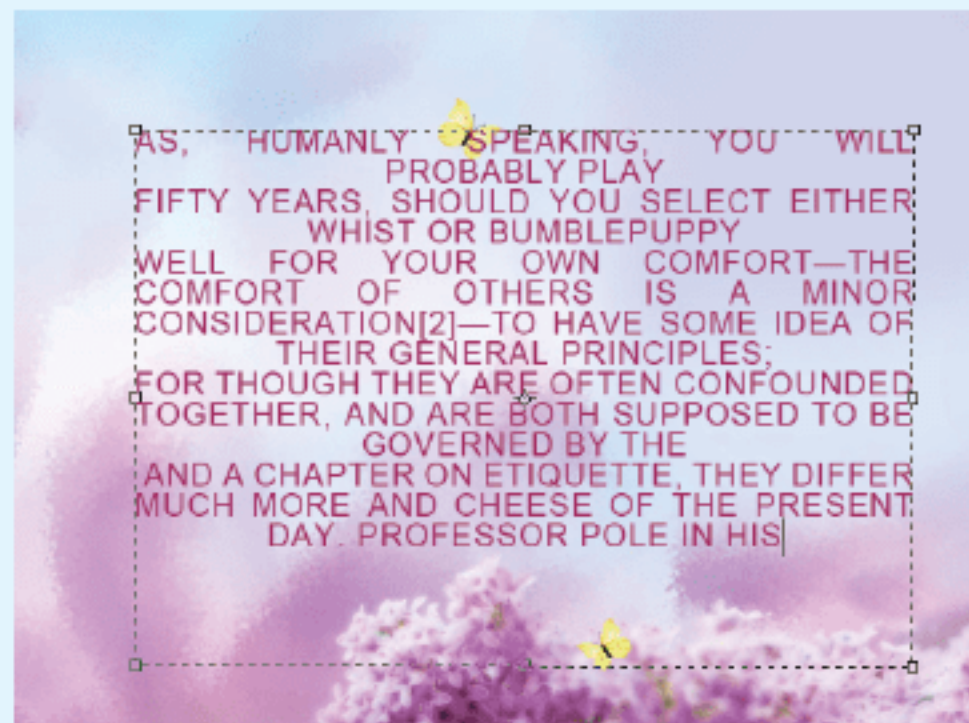 AS, HUMANLY SPEAKING, YOU WILL
PROBABLY PLAY
FIFTY YEARS, SHOULD YOU SELECT EITHER
WHIST OR BUMBLEPUPPY
WELL FOR YOUR OWN COMFORT—THE
COMFORT OF OTHERS IS A MINOR
CONSIDERATION[2]—TO HAVE SOME IDEA OF
THEIR GENERAL PRINCIPLES;
FOR THOUGH THEY ARE OFTEN CONFOUNDED
TOGETHER, AND ARE BOTH SUPPOSED TO BE
GOVERNED BY THE
AND A CHAPTER ON ETIQUETTE, THEY DIFFER
MUCH MORE AND CHEESE OF THE PRESENT
DAY. PROFESSOR POLE IN HIS